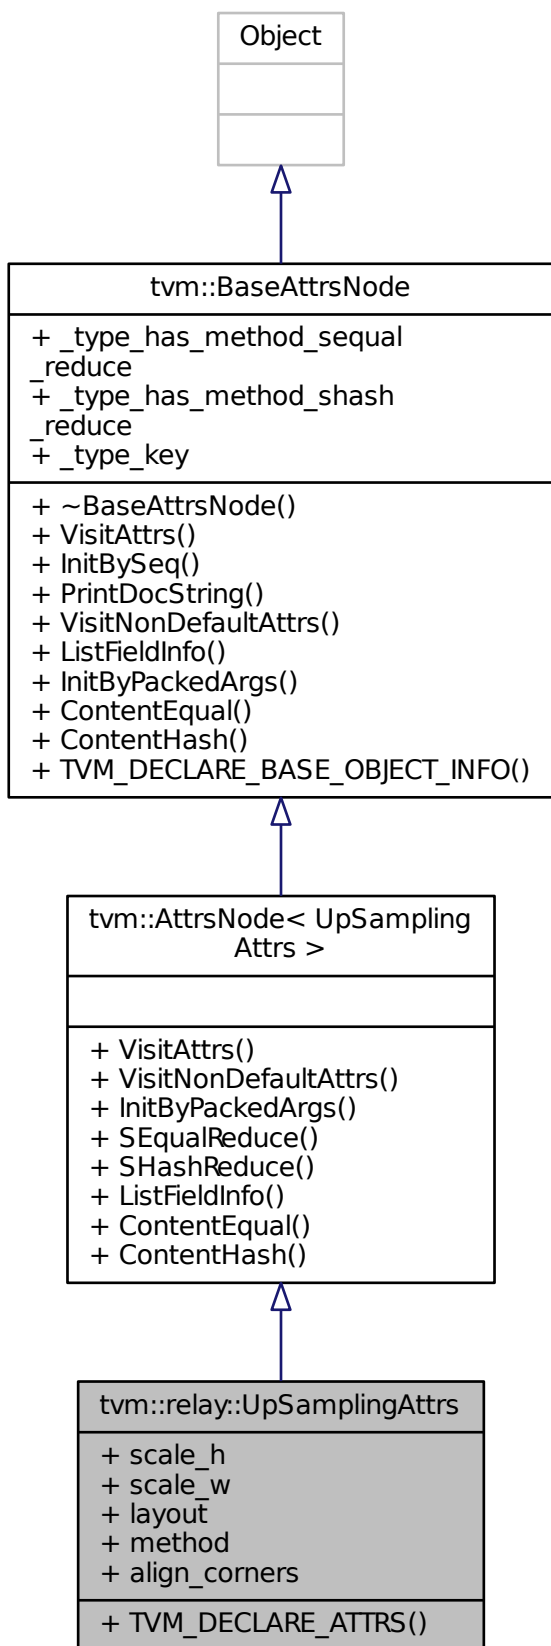 Object
tvm::BaseAttrsNode
+ _type_has_method_sequal
_reduce
+ _type_has_method_shash
_reduce
+ _type_key
+ ~BaseAttrsNode()
+ VisitAttrs()
+ InitBySeq()
+ PrintDocString()
+ VisitNonDefaultAttrs()
+ ListFieldInfo()
+ InitByPackedArgs()
+ ContentEqual()
+ ContentHash()
+ TVM_DECLARE_BASE_OBJECT_INFO()
tvm::AttrsNode< UpSampling
Attrs >
+ VisitAttrs()
+ VisitNonDefaultAttrs()
+ InitByPackedArgs()
+ SEqualReduce()
+ SHashReduce()
+ ListFieldInfo()
+ ContentEqual()
+ ContentHash()
tvm::relay::UpSamplingAttrs
+ scale_h
+ scale_w
+ layout
+ method
+ align_corners
+ TVM_DECLARE_ATTRS()